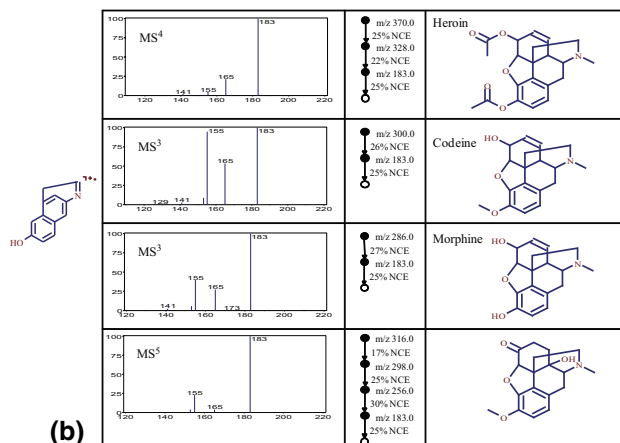 100
75
50
25
0
MS⁴
183
165
155
141
120 140 160 180 200 220
m/z 370.0
25% NCE
m/z 328.0
22% NCE
m/z 183.0
25% NCE
Heroin
O
O
O
N
O
O
100
75
50
25
0
MS³
155
183
165
141
129
120 140 160 180 200 220
m/z 300.0
26% NCE
m/z 183.0
25% NCE
Codeine
HO
N
O
O
N
HO
100
75
50
25
0
MS³
183
155
165
141
173
120 140 160 180 200 220
m/z 286.0
27% NCE
m/z 183.0
25% NCE
Morphine
HO
N
O
HO
100
75
50
25
0
MS⁵
183
155
165
120 140 160 180 200 220
m/z 316.0
17% NCE
m/z 298.0
25% NCE
m/z 256.0
30% NCE
m/z 183.0
25% NCE
O
OH
N
O
O
(b)